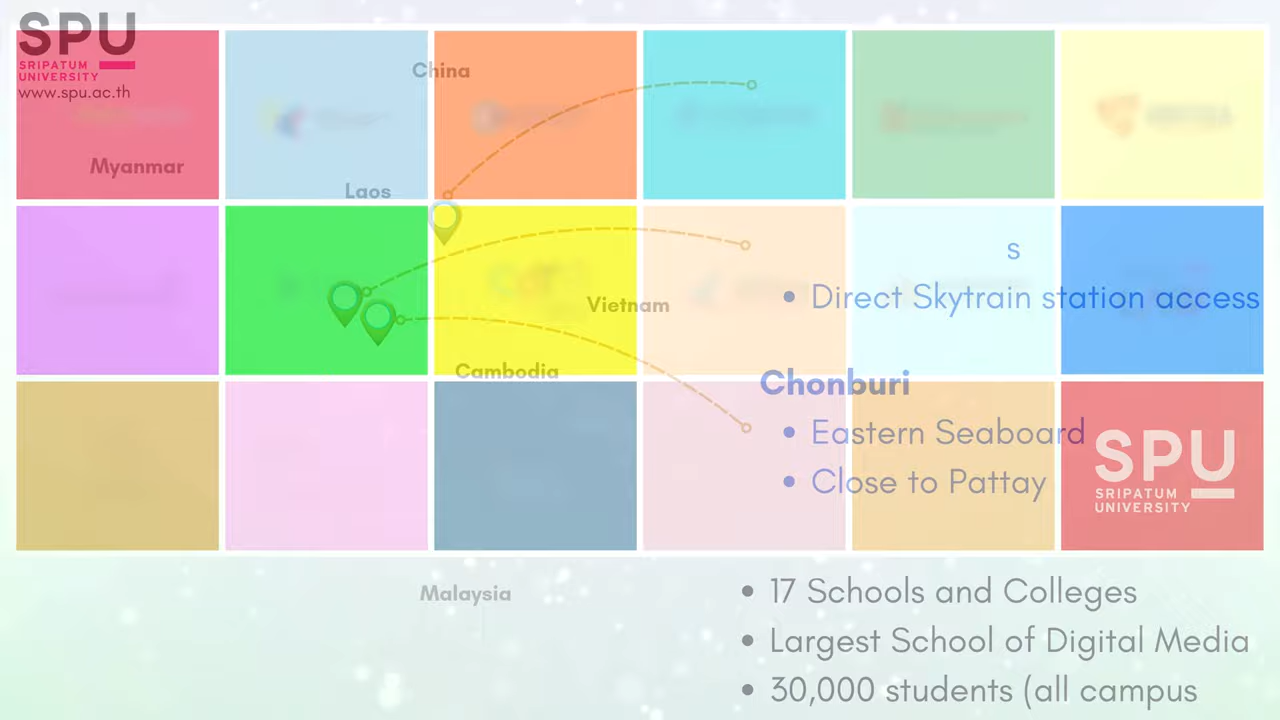 SPU
SRIPATUM
UNIVERSITY
www.spu.ac.th
China
Myanmar
Laos
Vietnam
Cambodia
Malaysia
s
• Direct Skytrain station access
Chonburi
• Eastern Seaboard
• Close to Pattay
SPU
SRIPATUM
UNIVERSITY
• 17 Schools and Colleges
• Largest School of Digital Media
• 30,000 students (all campus